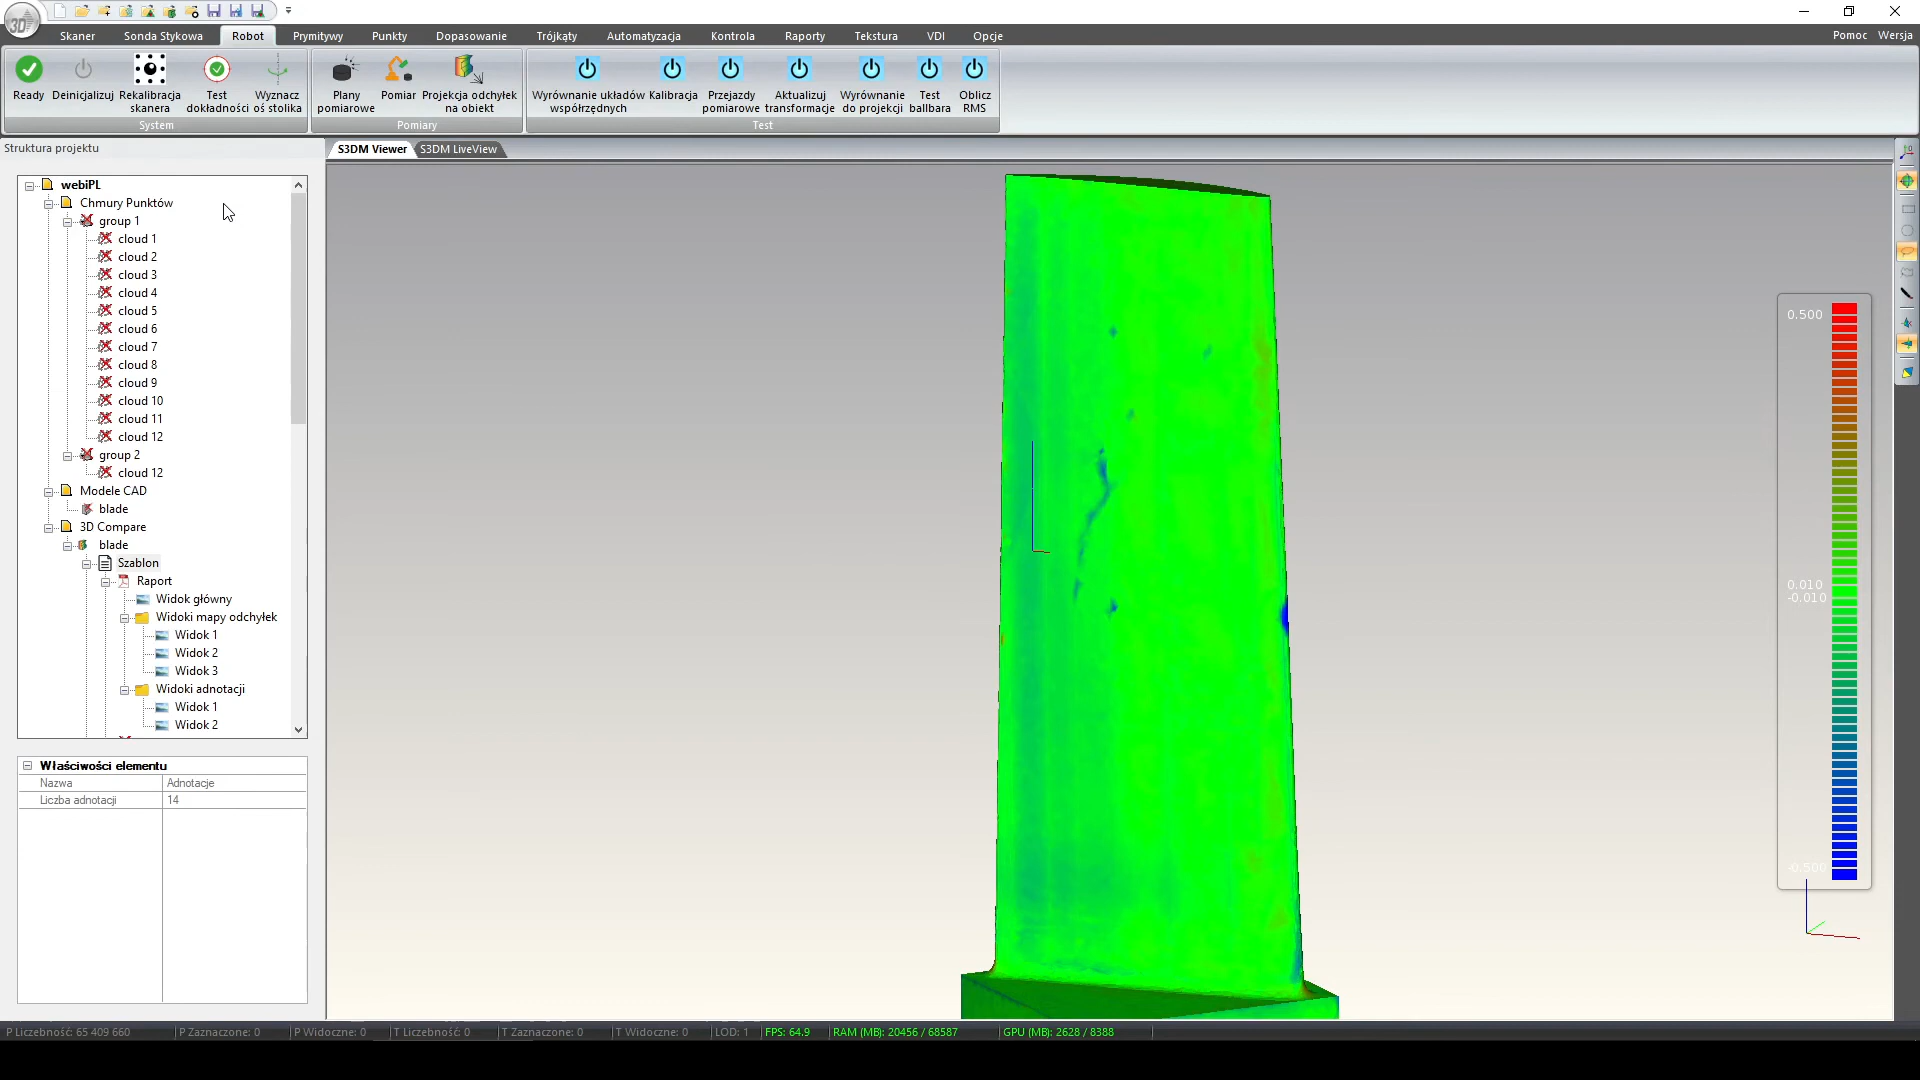 3D
Skaner Sonda Stykowa Robot Prymitywy Punkty Dopasowanie Trójkąty Automatyzacja Kontrola Raporty Tekstura VDI Opcje Pomoc Wersja
Ready Deinicjalizuj Rekalibracja skanera Test dokładności Wyznacz oś stolika Plany pomiarowe Pomiar Projekcja odchyłek na obiekt Wyrównanie układów współrzędnych Kalibracja Przejazdy pomiarowe Aktualizuj transformacje Wyrównanie do projekcji Test ballbara Oblicz RMS
System Pomiary Test
Struktura projektu
S3DM Viewer S3DM LiveView
webiPL
Chmury Punktów
group 1
cloud 1
cloud 2
cloud 3
cloud 4
cloud 5
cloud 6
cloud 7
cloud 8
cloud 9
cloud 10
cloud 11
cloud 12
group 2
cloud 12
Modele CAD
blade
3D Compare
blade
Szablon
Raport
Widok główny
Widoki mapy odchyłek
Widok 1
Widok 2
Widok 3
Widoki adnotacji
Widok 1
Widok 2
Właściwości elementu
Nazwa Adnotacje
Liczba adnotacji 14
0.500
0.010
-0.010
-0.500
P Liczebność: 65 409 660 P Zaznaczone: 0 P Widoczne: 0 T Liczebność: 0 T Zaznaczone: 0 T Widoczne: 0 LOD: 1 FPS: 64.9 RAM (MB): 20456 / 68587 GPU (MB): 2628 / 8388